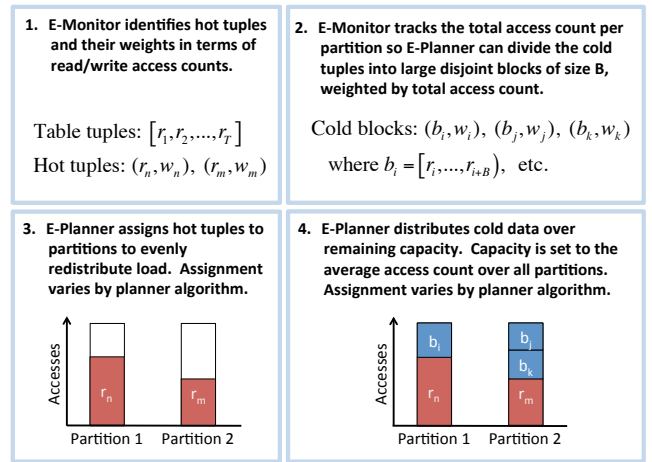 1. E-Monitor identifies hot tuples
and their weights in terms of
read/write access counts.
Table tuples: [r₁,r₂,...,r_T]
Hot tuples: (rₙ,wₙ), (rₘ,wₘ)
2. E-Monitor tracks the total access count per
partition so E-Planner can divide the cold
tuples into large disjoint blocks of size B,
weighted by total access count.
Cold blocks: (bᵢ,wᵢ), (bⱼ,wⱼ), (bₖ,wₖ)
where bᵢ = [rᵢ,...,rᵢ₊B), etc.
3. E-Planner assigns hot tuples to
partitions to evenly
redistribute load. Assignment
varies by planner algorithm.
Accesses
rₙ
rₘ
Partition 1 Partition 2
4. E-Planner distributes cold data over
remaining capacity. Capacity is set to the
average access count over all partitions.
Assignment varies by planner algorithm.
Accesses
bᵢ
rₙ
bⱼ
bₖ
rₘ
Partition 1 Partition 2